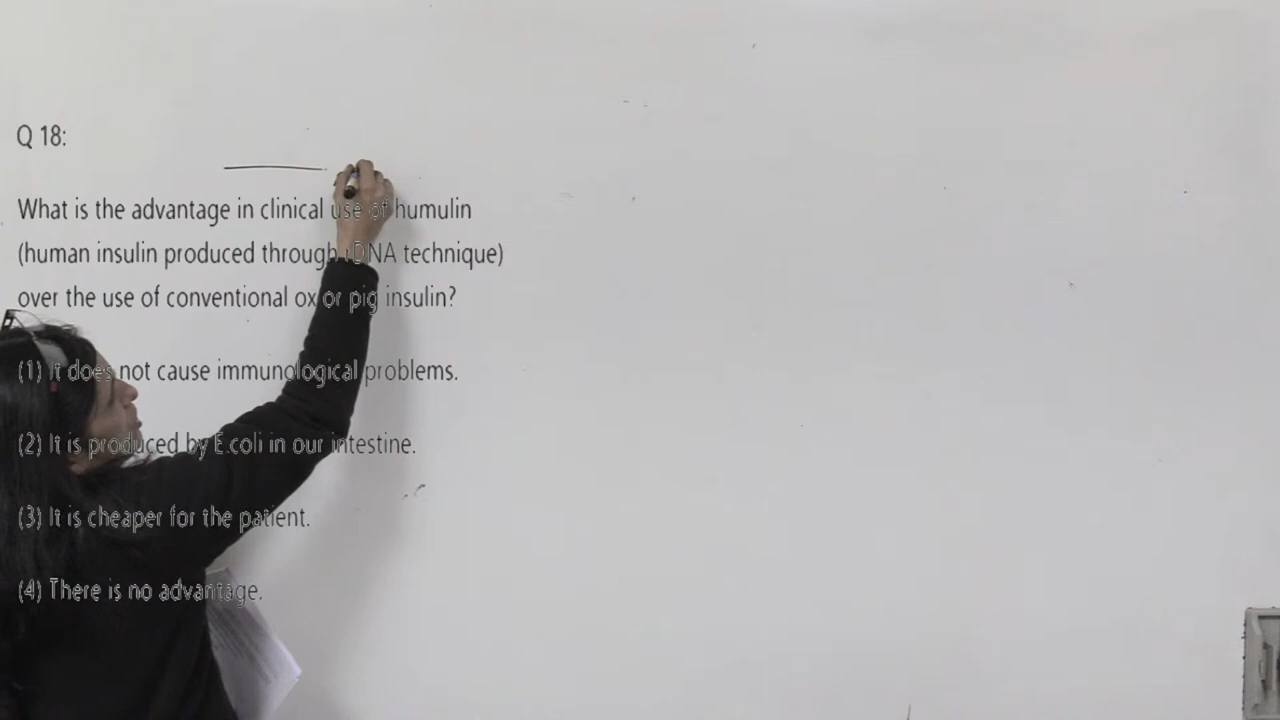 Q 18:
What is the advantage in clinical use of humulin
(human insulin produced through rDNA technique)
over the use of conventional ox or pig insulin?
(1) It does not cause immunological problems.
(2) It is produced by E.coli in our intestine.
(3) It is cheaper for the patient.
(4) There is no advantage.